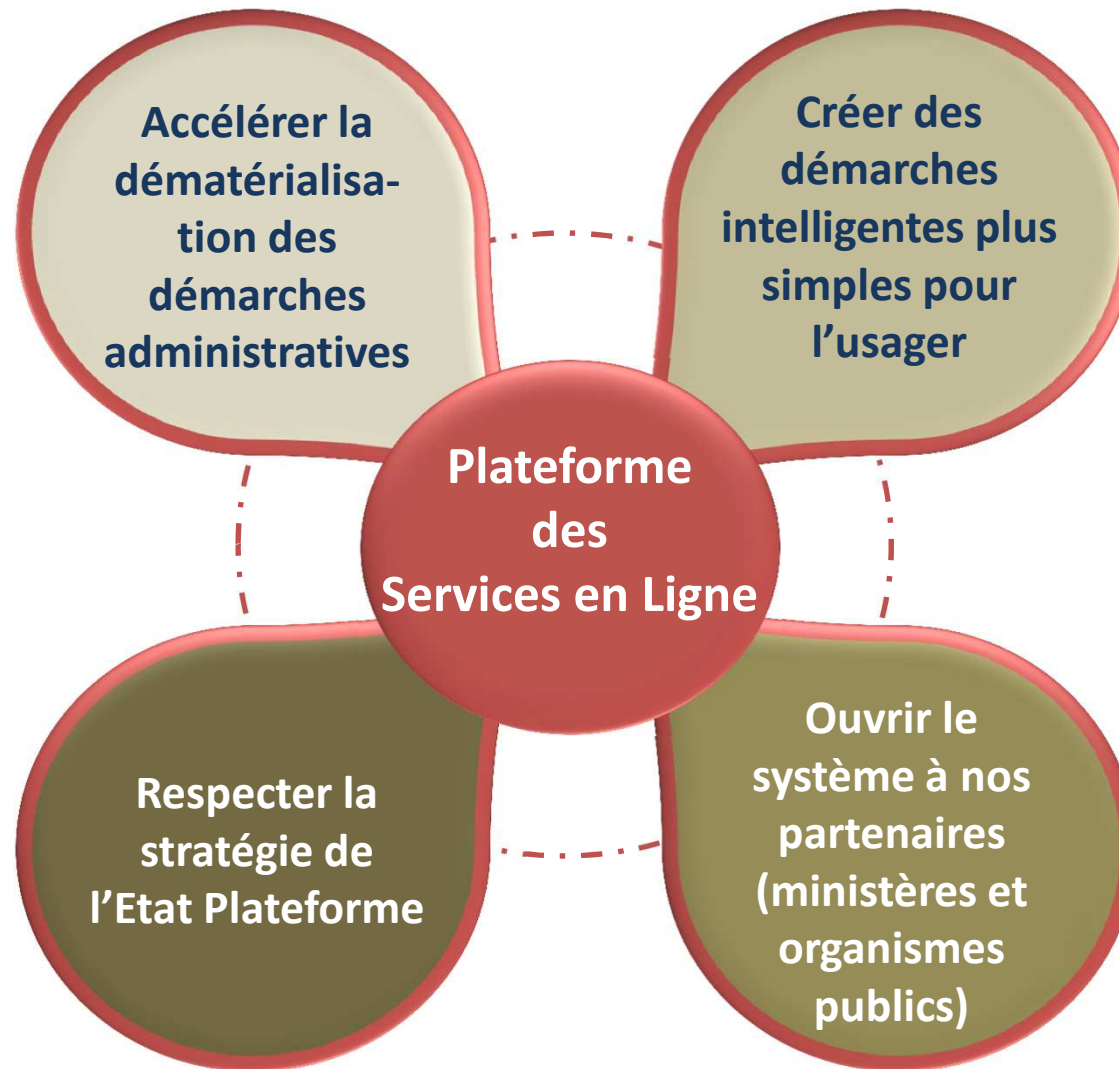 Accélérer la
dématérialisa-
tion des
démarches
administratives
Créer des
démarches
intelligentes plus
simples pour
l’usager
Plateforme
des
Services en Ligne
Respecter la
stratégie de
l’Etat Plateforme
Ouvrir le
système à nos
partenaires
(ministères et
organismes
publics)